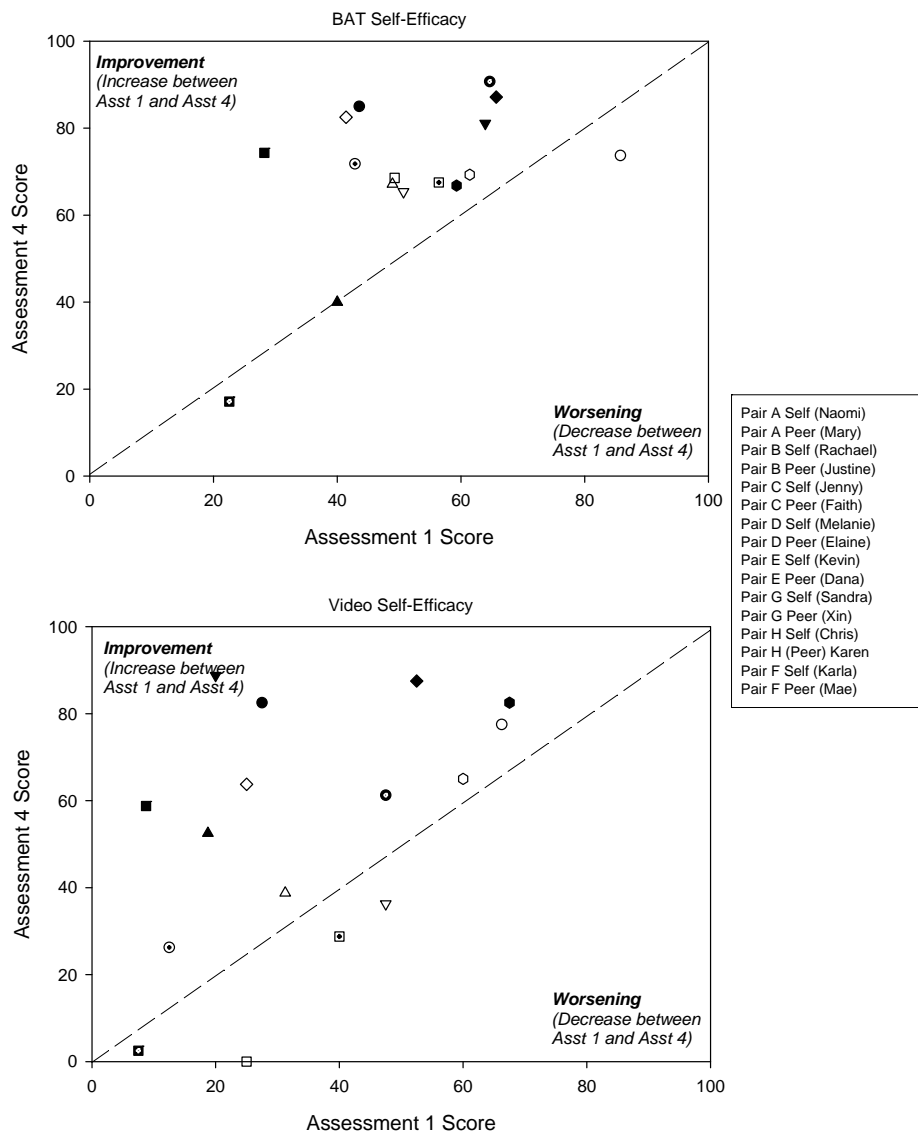 BAT Self-Efficacy
100
80
60
40
20
0
Assessment 4 Score
Improvement
(Increase between
Asst 1 and Asst 4)
Worsening
(Decrease between
Asst 1 and Asst 4)
0 20 40 60 80 100
Assessment 1 Score
Pair A Self (Naomi)
Pair A Peer (Mary)
Pair B Self (Rachael)
Pair B Peer (Justine)
Pair C Self (Jenny)
Pair C Peer (Faith)
Pair D Self (Melanie)
Pair D Peer (Elaine)
Pair E Self (Kevin)
Pair E Peer (Dana)
Pair G Self (Sandra)
Pair G Peer (Xin)
Pair H Self (Chris)
Pair H (Peer) Karen
Pair F Self (Karla)
Pair F Peer (Mae)
Video Self-Efficacy
100
80
60
40
20
0
Assessment 4 Score
Improvement
(Increase between
Asst 1 and Asst 4)
Worsening
(Decrease between
Asst 1 and Asst 4)
0 20 40 60 80 100
Assessment 1 Score